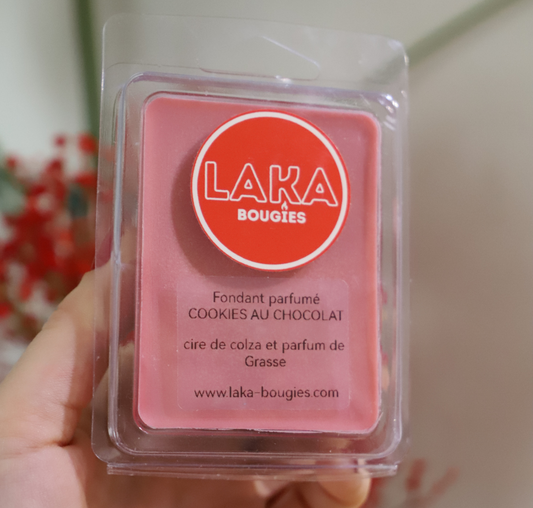 LAKA
BOUGIES
Fondant parfumé
COOKIES AU CHOCOLAT
cire de colza et parfum de
Grasse
www.laka-bougies.com